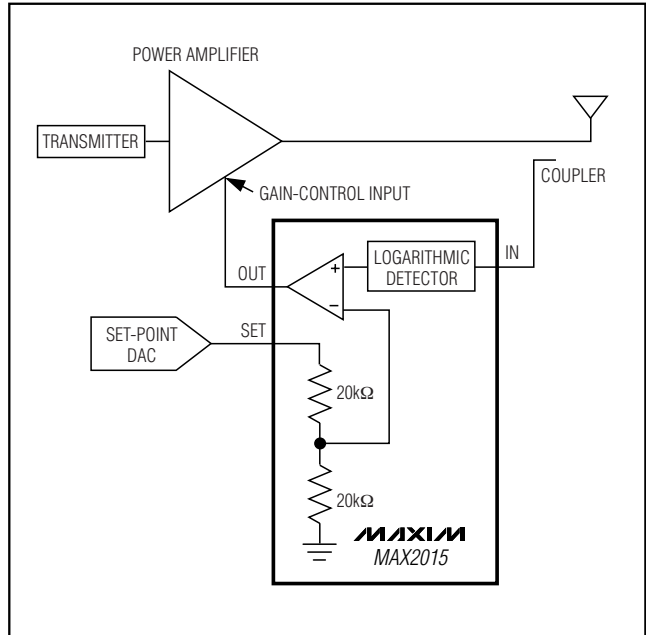 POWER AMPLIFIER
TRANSMITTER
GAIN-CONTROL INPUT
COUPLER
OUT
+
−
LOGARITHMIC
DETECTOR
IN
SET-POINT
DAC
SET
20kΩ
20kΩ
MAXIM
MAX2015